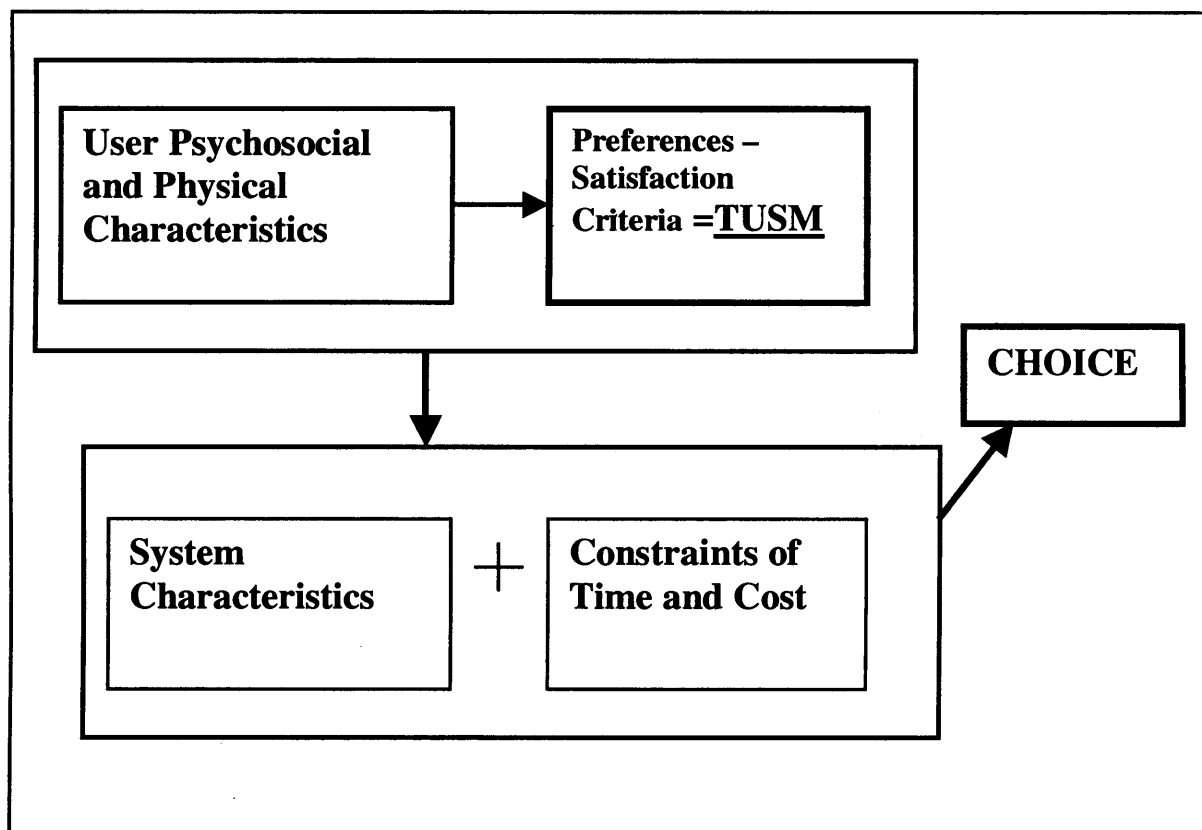 User Psychosocial
and Physical
Characteristics
Preferences –
Satisfaction
Criteria =TUSM
CHOICE
System
Characteristics
+
Constraints of
Time and Cost